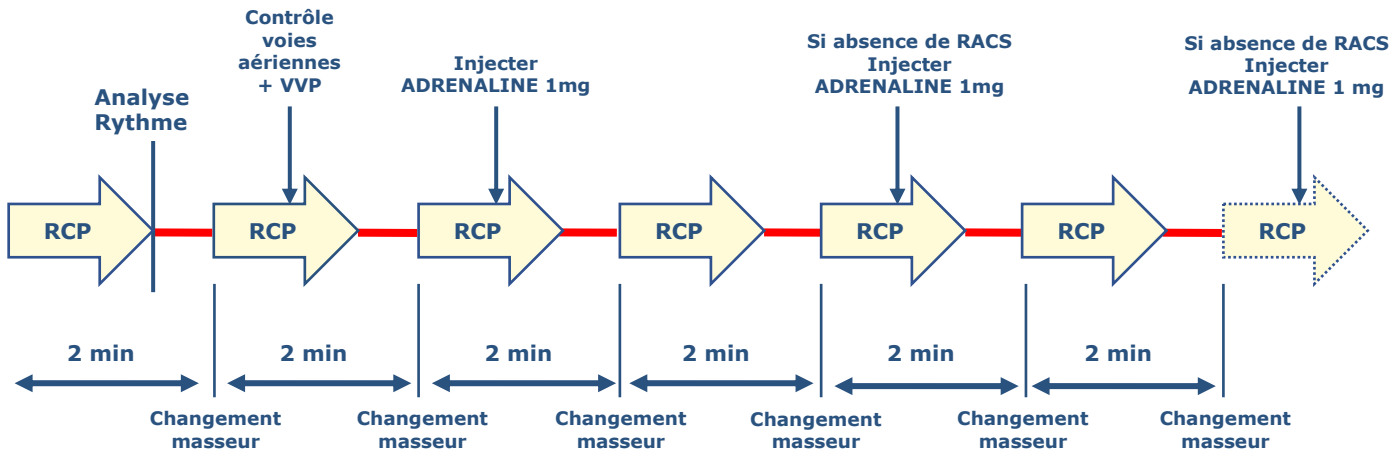 Contrôle
voies
aériennes
+ VVP
Injecter
ADRENALINE 1mg
Si absence de RACS
Injecter
ADRENALINE 1mg
Si absence de RACS
Injecter
ADRENALINE 1 mg
Analyse
Rythme
RCP
RCP
RCP
RCP
RCP
RCP
RCP
2 min
2 min
2 min
2 min
2 min
2 min
Changement
masseur
Changement
masseur
Changement
masseur
Changement
masseur
Changement
masseur
Changement
masseur